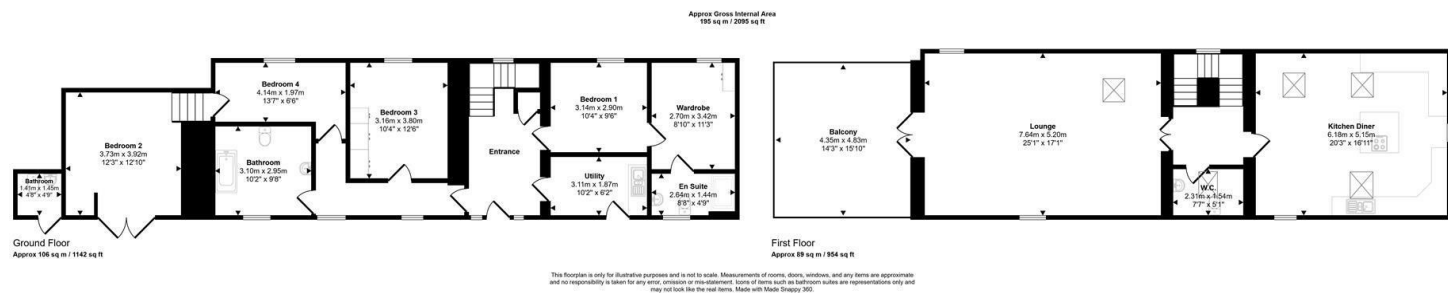 Approx Gross Internal Area
195 sq m / 2095 sq ft
Bedroom 4
4.14m x 1.97m
13'7" x 6'6"
Bedroom 3
3.16m x 3.80m
10'4" x 12'6"
Bedroom 1
3.14m x 2.90m
10'4" x 9'6"
Wardrobe
2.70m x 3.42m
8'10" x 11'3"
Bedroom 2
3.73m x 3.92m
12'3" x 12'10"
Bathroom
3.10m x 2.95m
10'2" x 9'8"
Entrance
Utility
3.11m x 1.87m
10'2" x 6'2"
En Suite
2.64m x 1.44m
8'8" x 4'9"
Bathroom
1.41m x 1.45m
4'8" x 4'9"
Ground Floor
Approx 106 sq m / 1142 sq ft
Balcony
4.35m x 4.83m
14'3" x 15'10"
Lounge
7.64m x 5.20m
25'1" x 17'1"
Kitchen Diner
6.18m x 5.15m
20'3" x 16'11"
W.C.
2.31m x 1.54m
7'7" x 5'1"
First Floor
Approx 89 sq m / 954 sq ft
This floorplan is only for illustrative purposes and is not to scale. Measurements of rooms, doors, windows, and any items are approximate
and no responsibility is taken for any error, omission or mis-statement. Icons of items such as bathroom suites are representations only and
may not look like the real items. Made with Made Snappy 360.